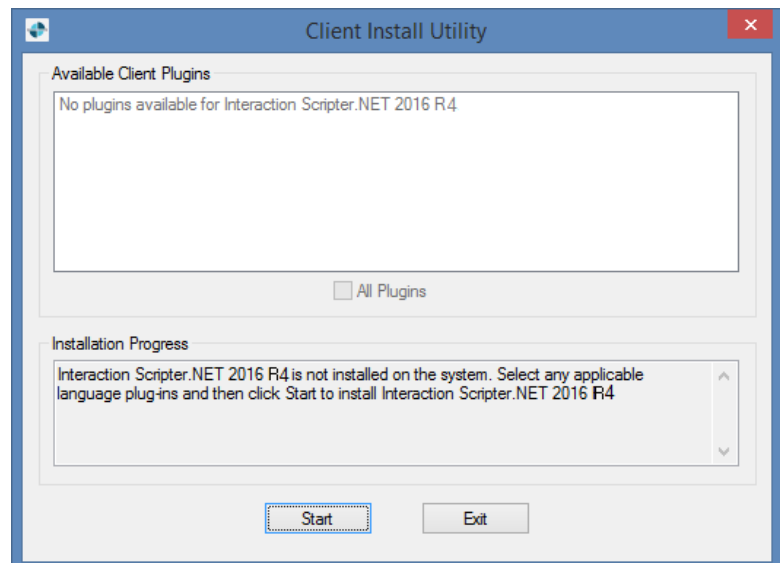 Client Install Utility
Available Client Plugins
No plugins available for Interaction Scripter.NET 2016 R4
All Plugins
Installation Progress
Interaction Scripter.NET 2016 R4 is not installed on the system. Select any applicable
language plug-ins and then click Start to install Interaction Scripter.NET 2016 R4
Start
Exit